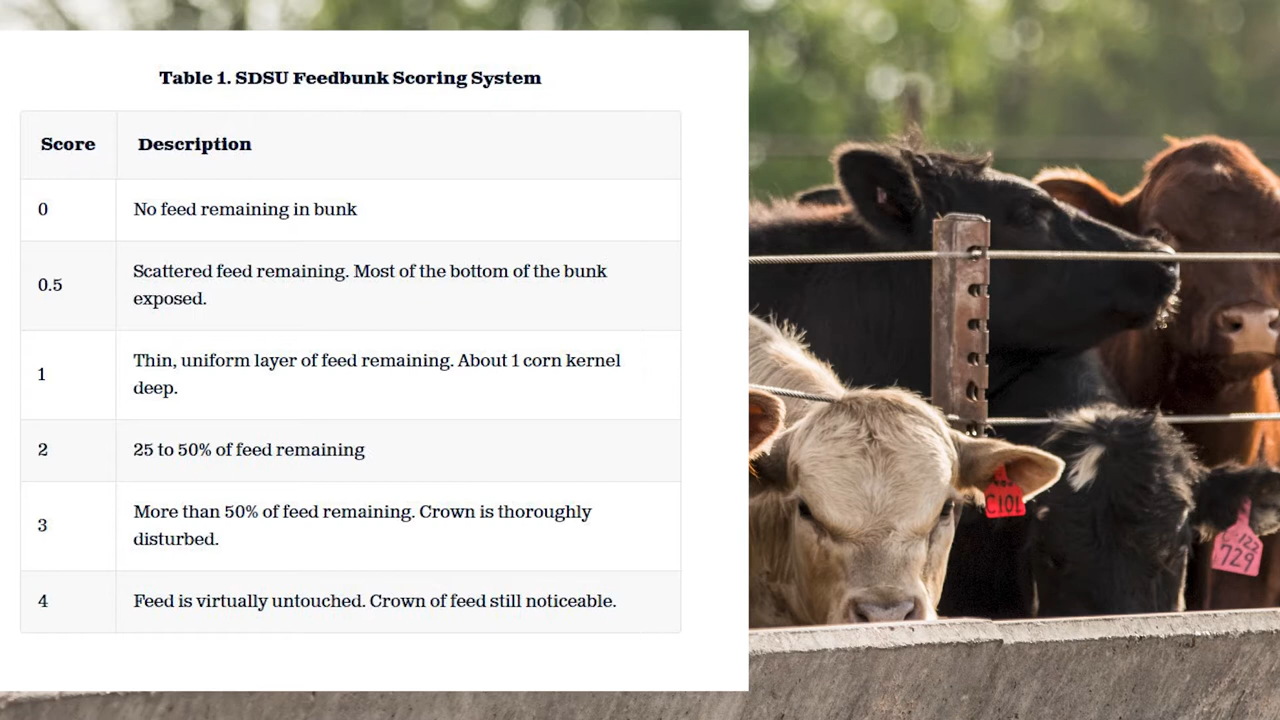 Table 1. SDSU Feedbunk Scoring System
Score Description
0 No feed remaining in bunk
0.5 Scattered feed remaining. Most of the bottom of the bunk
exposed.
1 Thin, uniform layer of feed remaining. About 1 corn kernel
deep.
2 25 to 50% of feed remaining
3 More than 50% of feed remaining. Crown is thoroughly
disturbed.
4 Feed is virtually untouched. Crown of feed still noticeable.
C10L
729